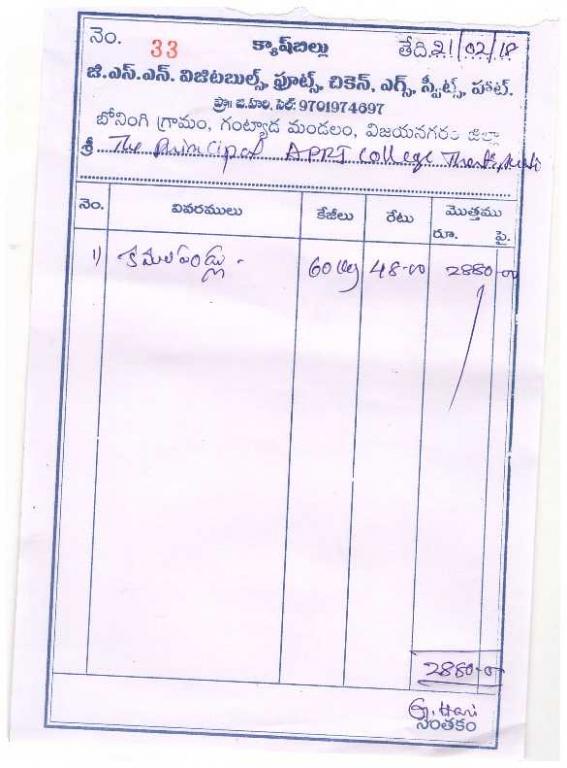 నెం. 33 క్యాష్‌బిల్లు తేది. 21/02/18
జి.ఎస్.ఎన్. విజిటబుల్స్, ఫ్రూట్స్, చికెన్, ఎగ్స్, స్వీట్స్, హాట్.
ప్రొ॥ జి.హరి, సెల్: 9701974697
బోనంగి గ్రామం, గంట్యాడ మండలం, విజయనగరం జిల్లా
శ్రీ The Principal APRJ College
నెం. వివరములు కేజీలు రేటు మొత్తము
రూ. పై.
1) కమలపండ్లు - 60 Kg 48-00 2880-00
2880-00
G. Hari
సంతకం